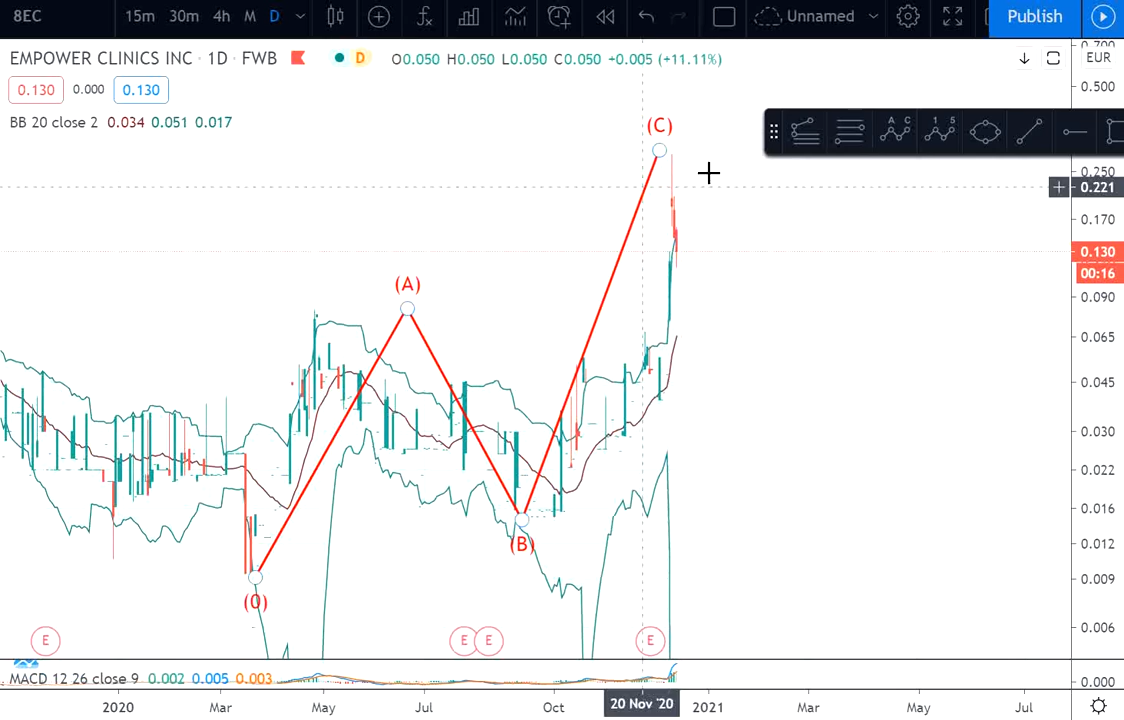 8EC 15m 30m 4h M D Unnamed Publish
EMPOWER CLINICS INC · 1D · FWB D O0.050 H0.050 L0.050 C0.050 +0.005 (+11.11%) EUR
0.130 0.000 0.130
BB 20 close 2 0.034 0.051 0.017
0.500
(C)
A C 1 5
0.250
0.221
0.170
0.130
00:16
(A)
0.090
0.065
0.045
0.030
0.022
0.016
(B)
0.012
0.009
(0)
0.006
E E E E
MACD 12 26 close 9 0.002 0.005 0.003 0.000
2020 Mar May Jul Oct 20 Nov '20 2021 Mar May Jul